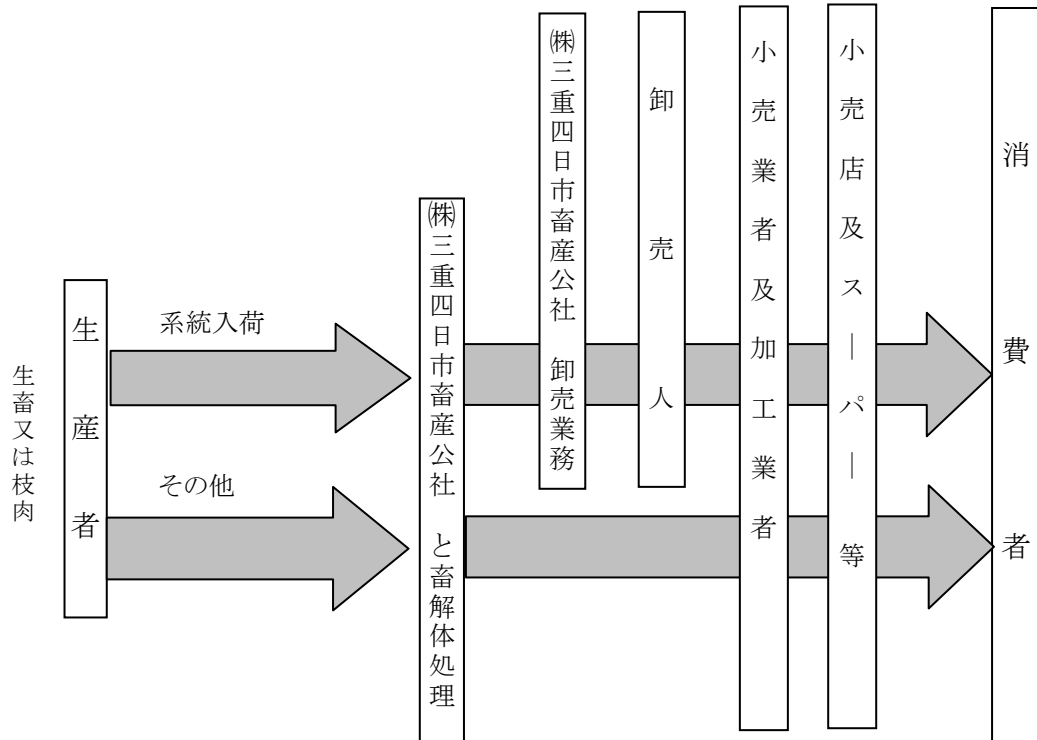 生畜又は枝肉
生産者
系統入荷
その他
㈱三重四日市畜産公社 と畜解体処理
㈱三重四日市畜産公社 卸売業務
卸売人
小売業者及加工業者
小売店及スーパー等
消費者